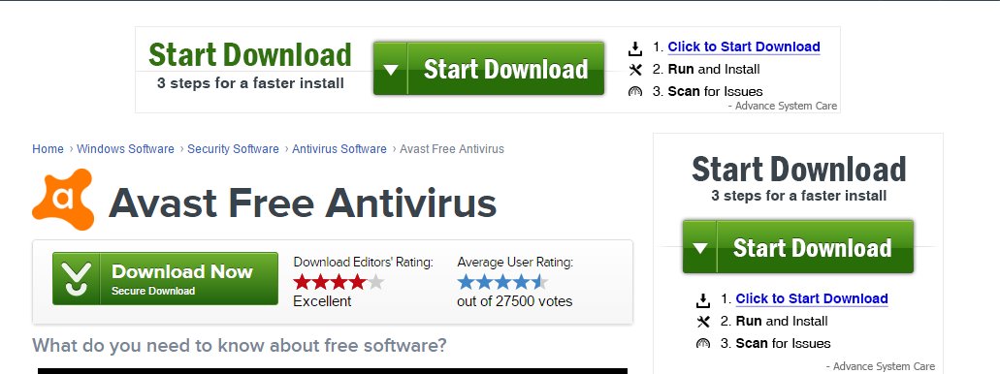 Start Download
3 steps for a faster install
Start Download
1. Click to Start Download
2. Run and Install
3. Scan for Issues
- Advance System Care
Home › Windows Software › Security Software › Antivirus Software › Avast Free Antivirus
a Avast Free Antivirus
Download Now
Secure Download
Download Editors' Rating:
Excellent
Average User Rating:
out of 27500 votes
What do you need to know about free software?
Start Download
3 steps for a faster install
Start Download
1. Click to Start Download
2. Run and Install
3. Scan for Issues
- Advance System Care